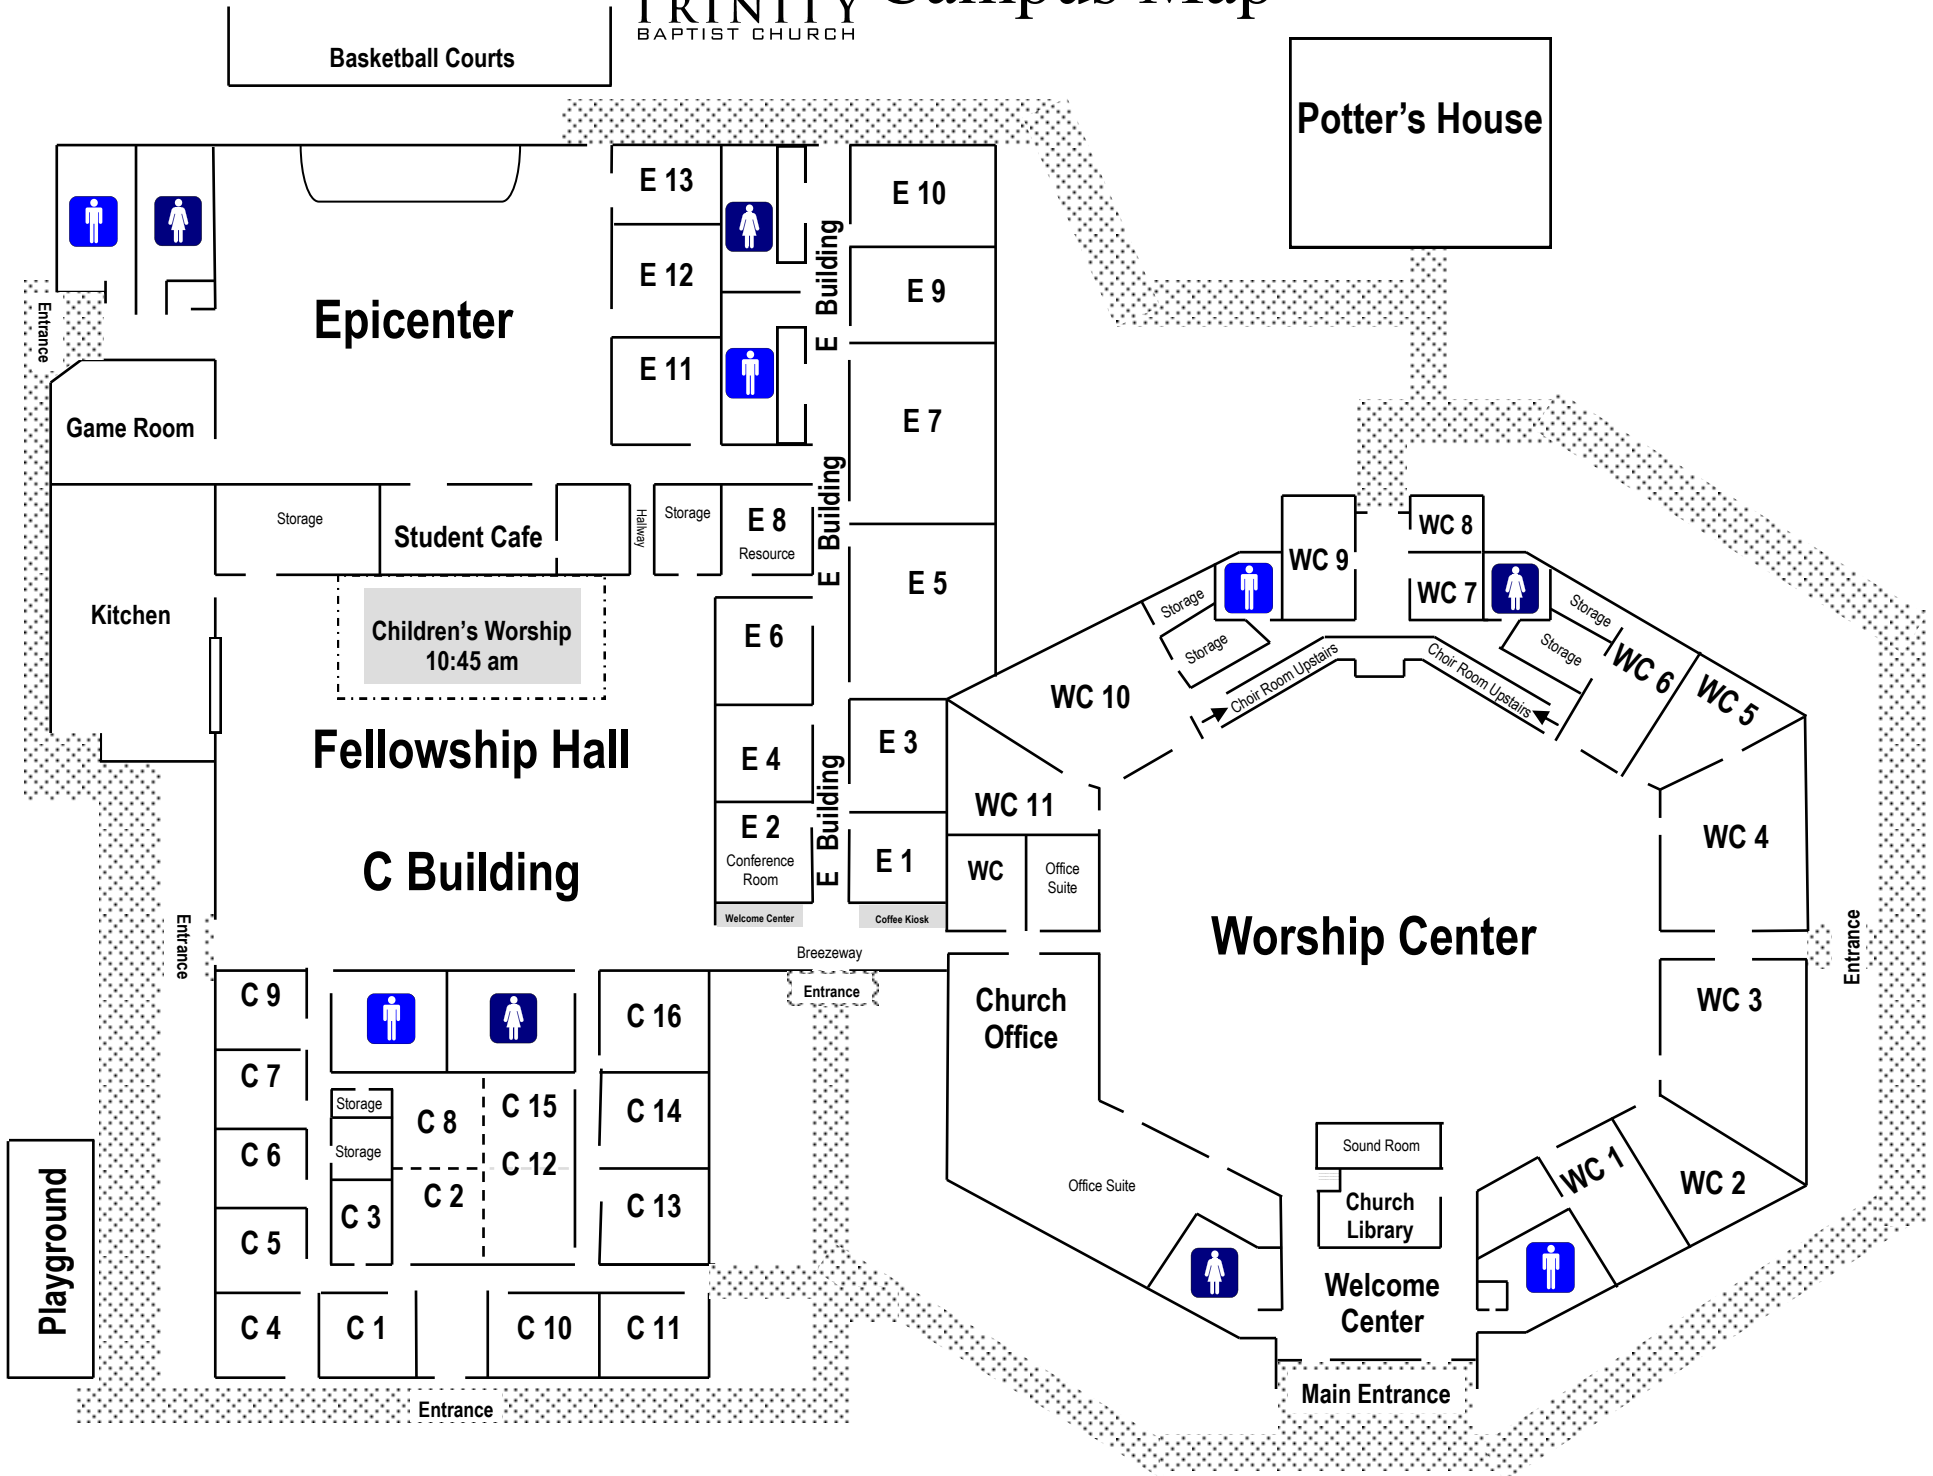 TRINITY
BAPTIST CHURCH
Campus Map
Basketball Courts
Potter's House
E 13
E 10
E 12
E 9
E Building
Epicenter
E 11
E 7
Entrance
Game Room
Storage
Student Cafe
Hallway
Storage
E 8
Resource
E Building
E 5
Kitchen
Children's Worship
10:45 am
E 6
Fellowship Hall
E 4
E 3
E Building
E 2
Conference
Room
E 1
C Building
Welcome Center
Coffee Kiosk
Breezeway
Entrance
Entrance
WC 8
WC 9
WC 7
Storage
Storage
Storage
Storage
Choir Room Upstairs
Choir Room Upstairs
WC 10
WC 6
WC 5
WC 11
WC 4
WC
Office
Suite
Worship Center
Entrance
Church
Office
WC 3
Sound Room
Church
Library
WC 1
WC 2
Office Suite
Welcome
Center
Main Entrance
C 9
C 16
C 7
Storage
C 8
C 15
C 14
C 6
Storage
C 12
C 2
C 3
C 13
C 5
C 4
C 1
C 10
C 11
Playground
Entrance